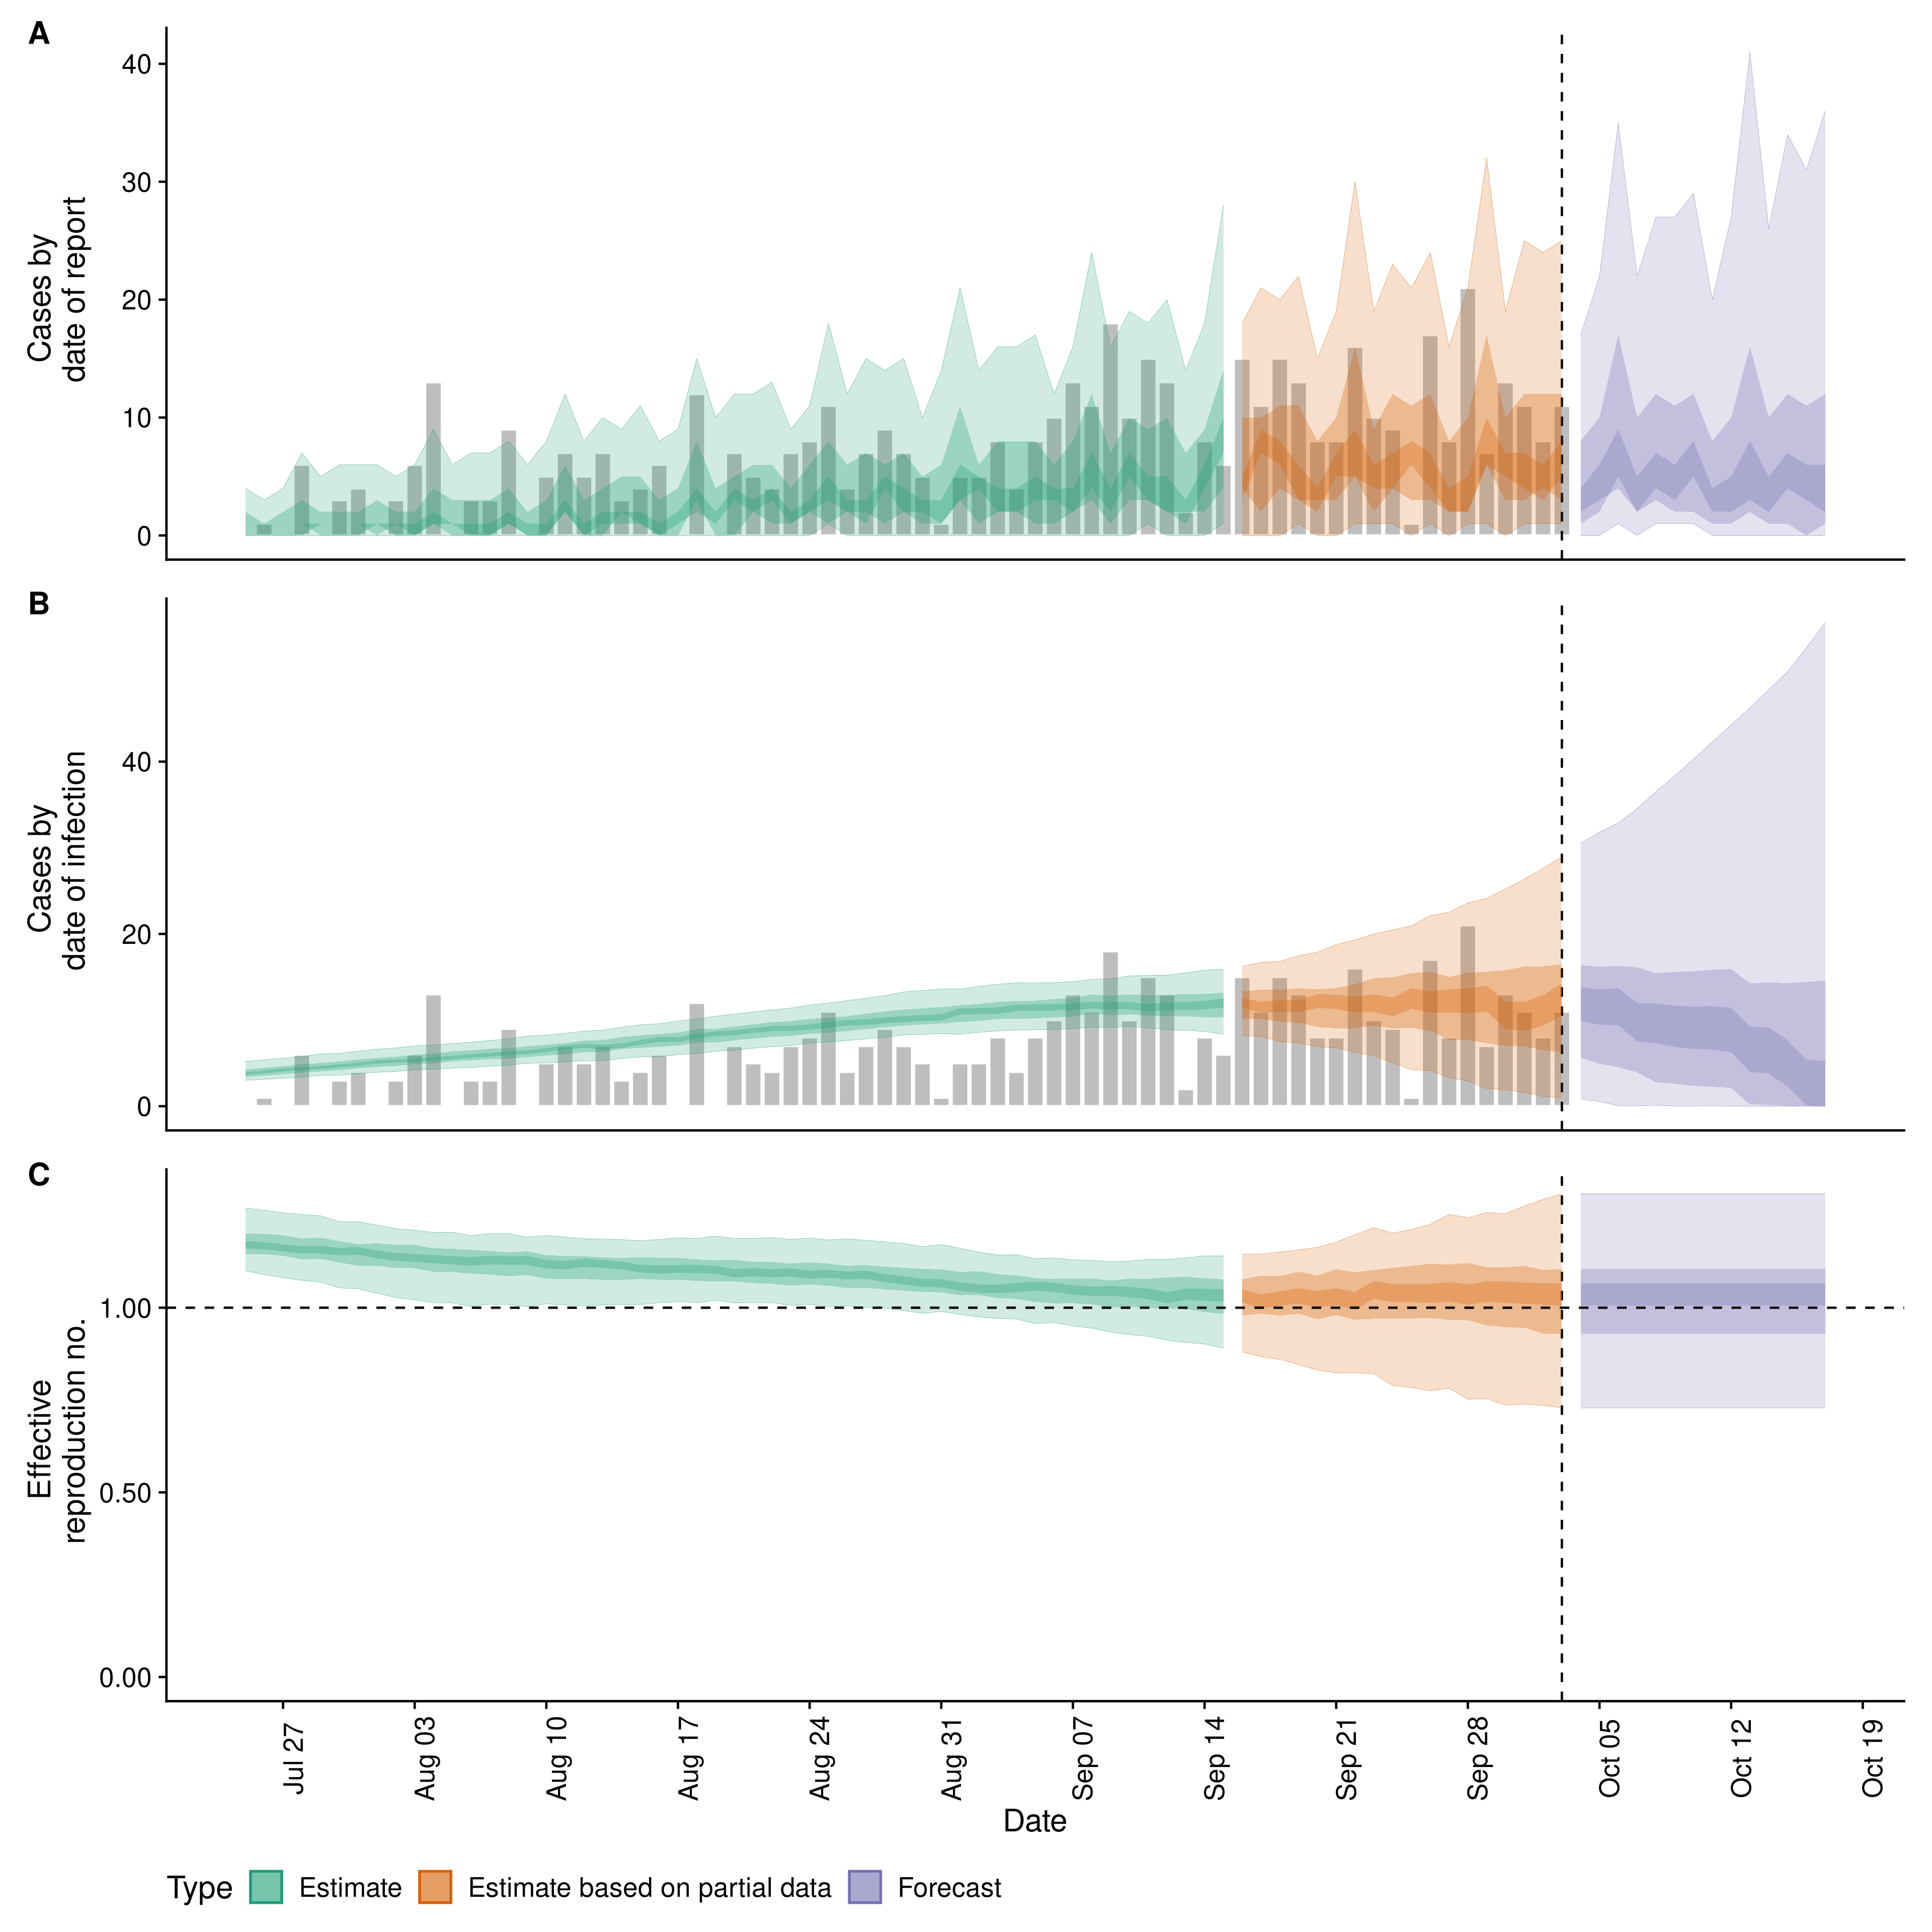 A
40
30
20
10
0
Cases by
date of report
B
40
20
0
Cases by
date of infection
C
1.00
0.50
0.00
Effective
reproduction no.
Jul 27
Aug 03
Aug 10
Aug 17
Aug 24
Aug 31
Sep 07
Sep 14
Sep 21
Sep 28
Oct 05
Oct 12
Oct 19
Date
Type Estimate Estimate based on partial data Forecast